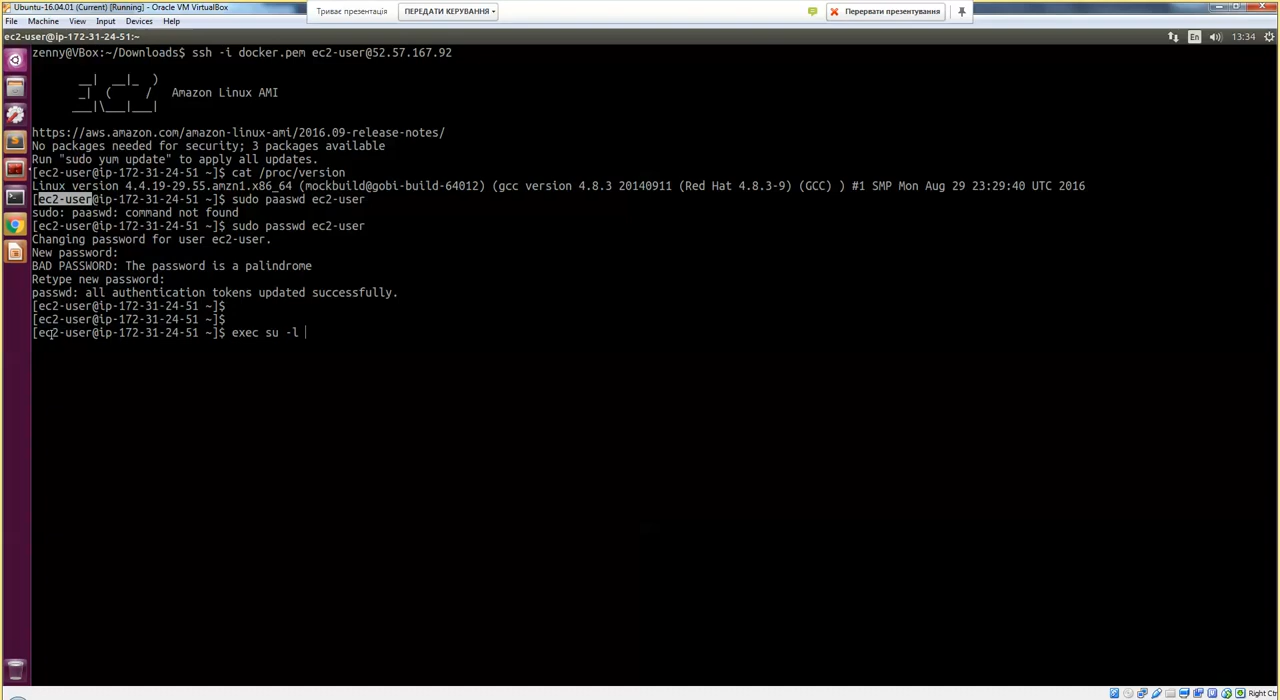 Ubuntu-16.04.01 (Current) [Running] - Oracle VM VirtualBox
Триває презентація
ПЕРЕДАТИ КЕРУВАННЯ
Перервати презентування
File Machine View Input Devices Help
ec2-user@ip-172-31-24-51:~
En
13:34
zenny@VBox:~/Downloads$ ssh -i docker.pem ec2-user@52.57.167.92
__| __|_ )
_| ( / Amazon Linux AMI
___|\___|___|
https://aws.amazon.com/amazon-linux-ami/2016.09-release-notes/
No packages needed for security; 3 packages available
Run "sudo yum update" to apply all updates.
[ec2-user@ip-172-31-24-51 ~]$ cat /proc/version
Linux version 4.4.19-29.55.amzn1.x86_64 (mockbuild@gobi-build-64012) (gcc version 4.8.3 20140911 (Red Hat 4.8.3-9) (GCC) ) #1 SMP Mon Aug 29 23:29:40 UTC 2016
[ec2-user@ip-172-31-24-51 ~]$ sudo paaswd ec2-user
sudo: paaswd: command not found
[ec2-user@ip-172-31-24-51 ~]$ sudo passwd ec2-user
Changing password for user ec2-user.
New password:
BAD PASSWORD: The password is a palindrome
Retype new password:
passwd: all authentication tokens updated successfully.
[ec2-user@ip-172-31-24-51 ~]$
[ec2-user@ip-172-31-24-51 ~]$
[ec2-user@ip-172-31-24-51 ~]$ exec su -l
Right Ctr